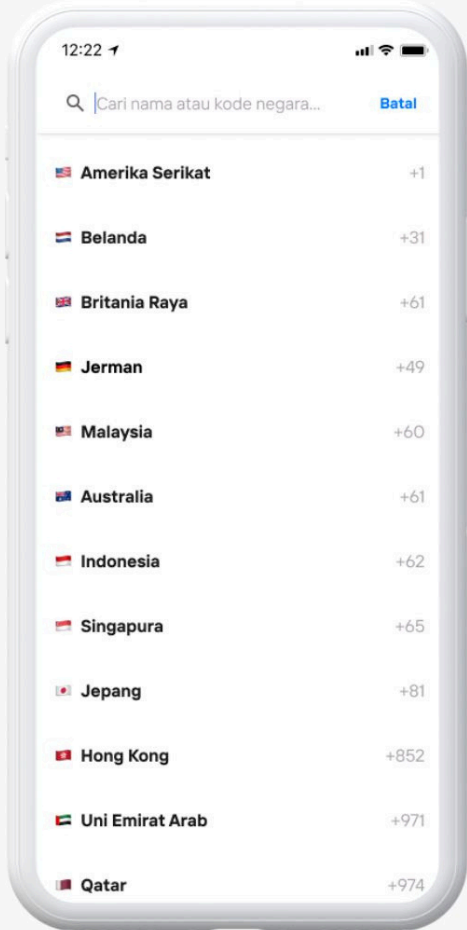 12:22
Cari nama atau kode negara...
Batal
Amerika Serikat +1
Belanda +31
Britania Raya +61
Jerman +49
Malaysia +60
Australia +61
Indonesia +62
Singapura +65
Jepang +81
Hong Kong +852
Uni Emirat Arab +971
Qatar +974